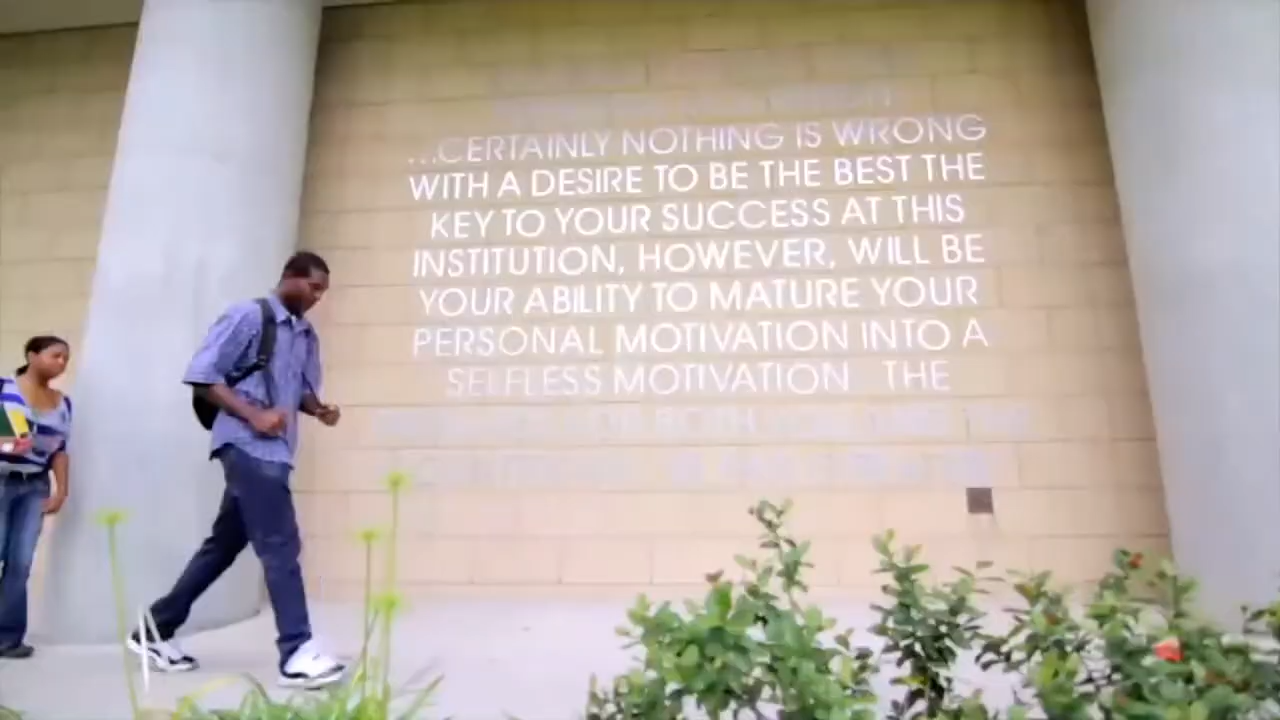 ...CERTAINLY NOTHING IS WRONG
WITH A DESIRE TO BE THE BEST THE
KEY TO YOUR SUCCESS AT THIS
INSTITUTION, HOWEVER, WILL BE
YOUR ABILITY TO MATURE YOUR
PERSONAL MOTIVATION INTO A
SELFLESS MOTIVATION THE